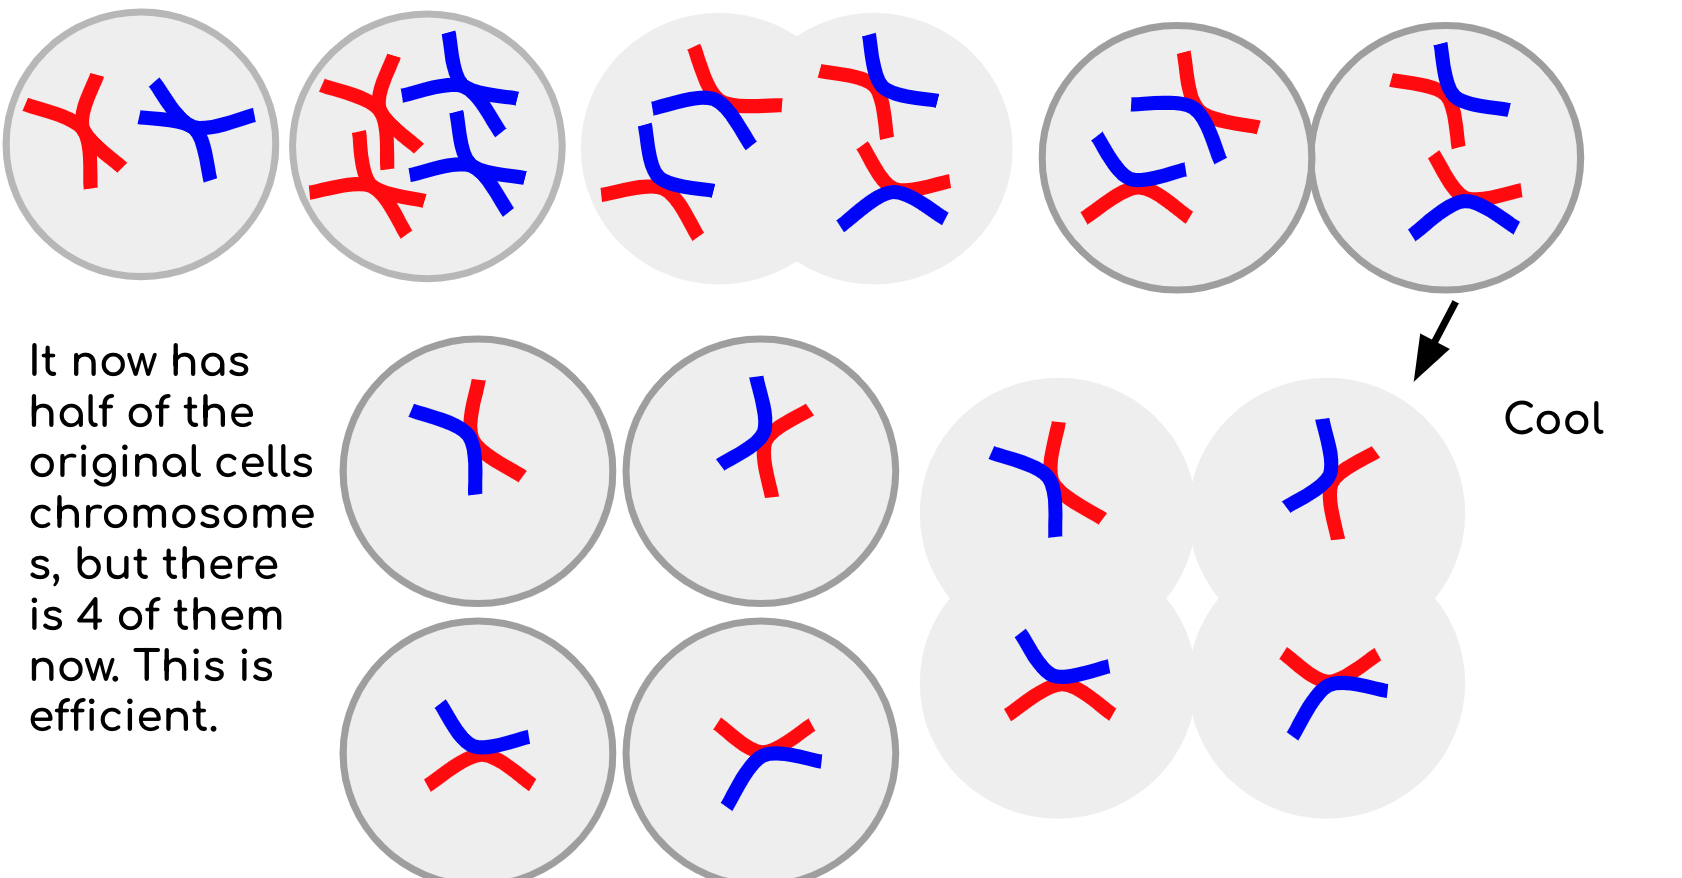 It now has
half of the
original cells
chromosome
s, but there
is 4 of them
now. This is
efficient.
Cool